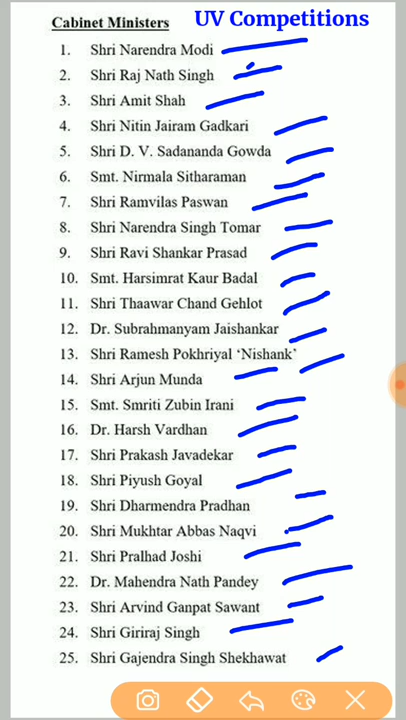 Cabinet Ministers UV Competitions
1. Shri Narendra Modi
2. Shri Raj Nath Singh
3. Shri Amit Shah
4. Shri Nitin Jairam Gadkari
5. Shri D. V. Sadananda Gowda
6. Smt. Nirmala Sitharaman
7. Shri Ramvilas Paswan
8. Shri Narendra Singh Tomar
9. Shri Ravi Shankar Prasad
10. Smt. Harsimrat Kaur Badal
11. Shri Thaawar Chand Gehlot
12. Dr. Subrahmanyam Jaishankar
13. Shri Ramesh Pokhriyal ‘Nishank’
14. Shri Arjun Munda
15. Smt. Smriti Zubin Irani
16. Dr. Harsh Vardhan
17. Shri Prakash Javadekar
18. Shri Piyush Goyal
19. Shri Dharmendra Pradhan
20. Shri Mukhtar Abbas Naqvi
21. Shri Pralhad Joshi
22. Dr. Mahendra Nath Pandey
23. Shri Arvind Ganpat Sawant
24. Shri Giriraj Singh
25. Shri Gajendra Singh Shekhawat